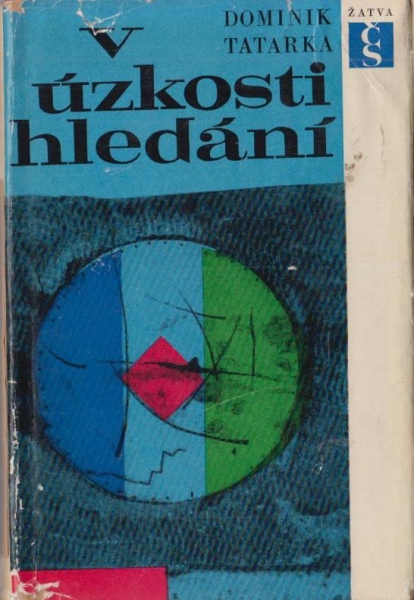 DOMINIK
TATARKA
ŽATVA
ČS
v
úzkosti
hledání